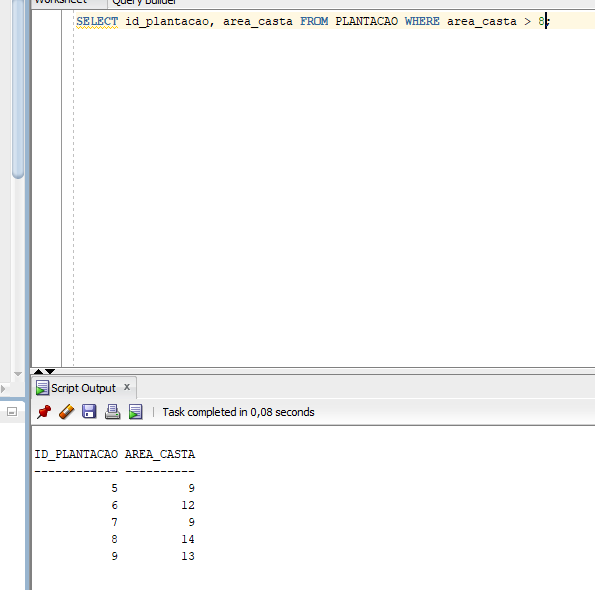 Worksheet Query Builder
SELECT id_plantacao, area_casta FROM PLANTACAO WHERE area_casta > 8;
Script Output x
Task completed in 0,08 seconds
ID_PLANTACAO AREA_CASTA
------------ ----------
5 9
6 12
7 9
8 14
9 13